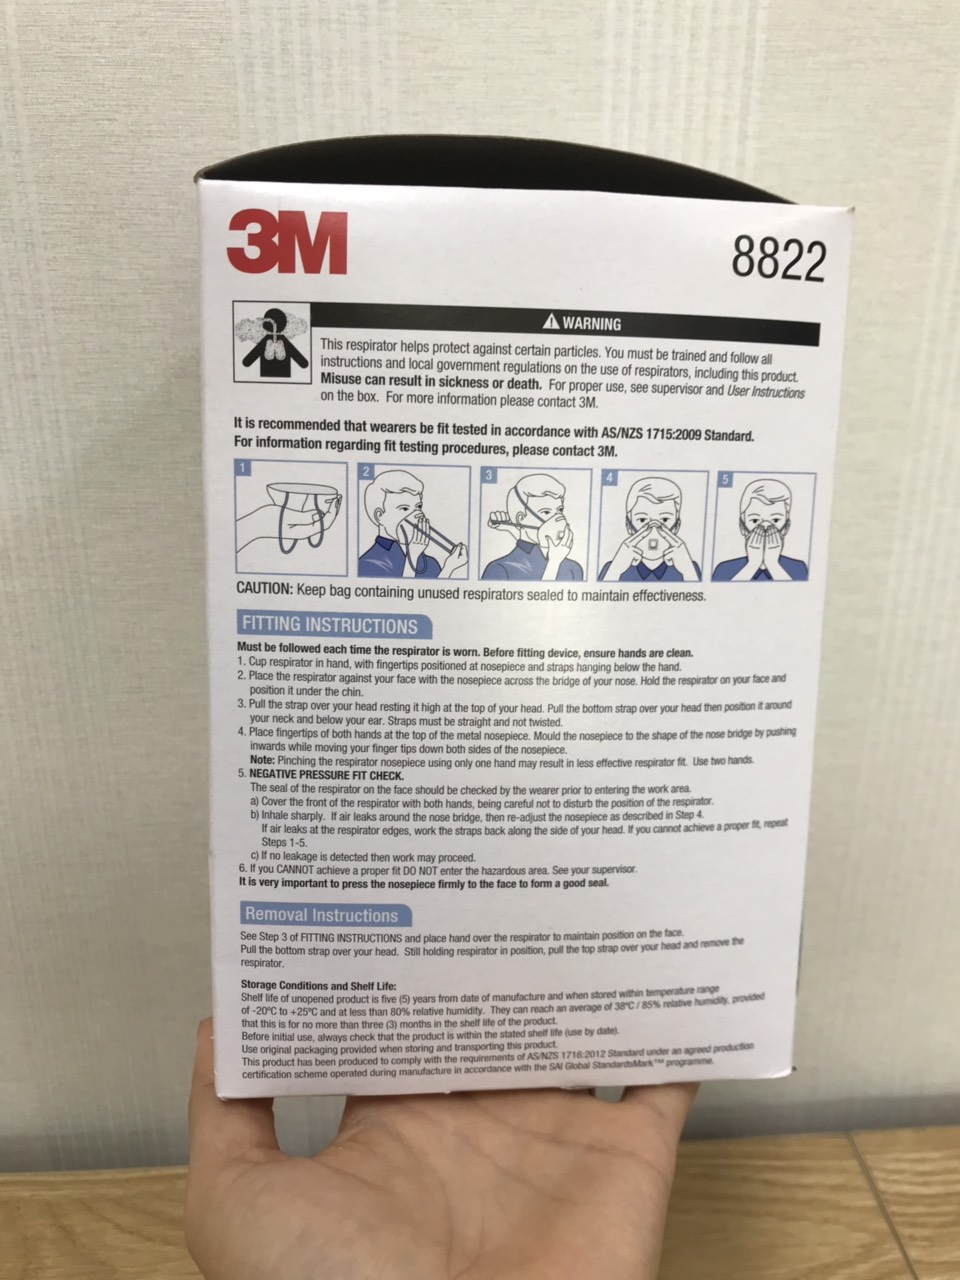 3M
8822
WARNING
This respirator helps protect against certain particles. You must be trained and follow all
instructions and local government regulations on the use of respirators, including this product.
Misuse can result in sickness or death. For proper use, see supervisor and User Instructions
on the box. For more information please contact 3M.
It is recommended that wearers be fit tested in accordance with AS/NZS 1715:2009 Standard.
For information regarding fit testing procedures, please contact 3M.
1
2
3
4
5
CAUTION: Keep bag containing unused respirators sealed to maintain effectiveness.
FITTING INSTRUCTIONS
Must be followed each time the respirator is worn. Before fitting device, ensure hands are clean.
1. Cup respirator in hand, with fingertips positioned at nosepiece and straps hanging below the hand.
2. Place the respirator against your face with the nosepiece across the bridge of your nose. Hold the respirator on your face and
position it under the chin.
3. Pull the strap over your head resting it high at the top of your head. Pull the bottom strap over your head then position it around
your neck and below your ear. Straps must be straight and not twisted.
4. Place fingertips of both hands at the top of the metal nosepiece. Mould the nosepiece to the shape of the nose bridge by pushing
inwards while moving your finger tips down both sides of the nosepiece.
Note: Pinching the respirator nosepiece using only one hand may result in less effective respirator fit. Use two hands.
5. NEGATIVE PRESSURE FIT CHECK.
The seal of the respirator on the face should be checked by the wearer prior to entering the work area.
a) Cover the front of the respirator with both hands, being careful not to disturb the position of the respirator.
b) Inhale sharply. If air leaks around the nose bridge, then re-adjust the nosepiece as described in Step 4.
If air leaks at the respirator edges, work the straps back along the side of your head. If you cannot achieve a proper fit, repeat
Steps 1-5.
c) If no leakage is detected then work may proceed.
6. If you CANNOT achieve a proper fit DO NOT enter the hazardous area. See your supervisor.
It is very important to press the nosepiece firmly to the face to form a good seal.
Removal Instructions
See Step 3 of FITTING INSTRUCTIONS and place hand over the respirator to maintain position on the face.
Pull the bottom strap over your head. Still holding respirator in position, pull the top strap over your head and remove the
respirator.
Storage Conditions and Shelf Life:
Shelf life of unopened product is five (5) years from date of manufacture and when stored within temperature range
of -20°C to +25°C and at less than 80% relative humidity. They can reach an average of 38°C / 85% relative humidity, provided
that this is for no more than three (3) months in the shelf life of the product.
Before initial use, always check that the product is within the stated shelf life (use by date).
Use original packaging provided when storing and transporting this product.
This product has been produced to comply with the requirements of AS/NZS 1716:2012 Standard under an agreed production
certification scheme operated during manufacture in accordance with the SAI Global StandardsMark™ programme.